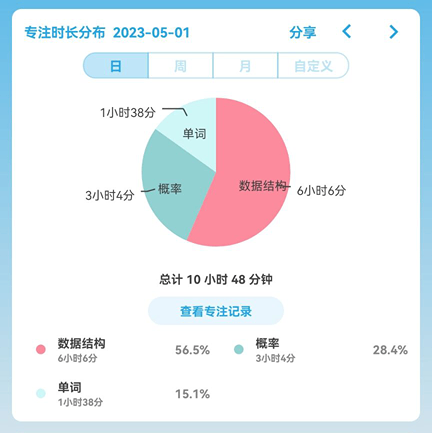 专注时长分布 2023-05-01 分享
日 周 月 自定义
1小时38分
单词
数据结构 6小时6分
概率
3小时4分
总计 10 小时 48 分钟
查看专注记录
数据结构 56.5% 概率 28.4%
6小时6分 3小时4分
单词 15.1%
1小时38分